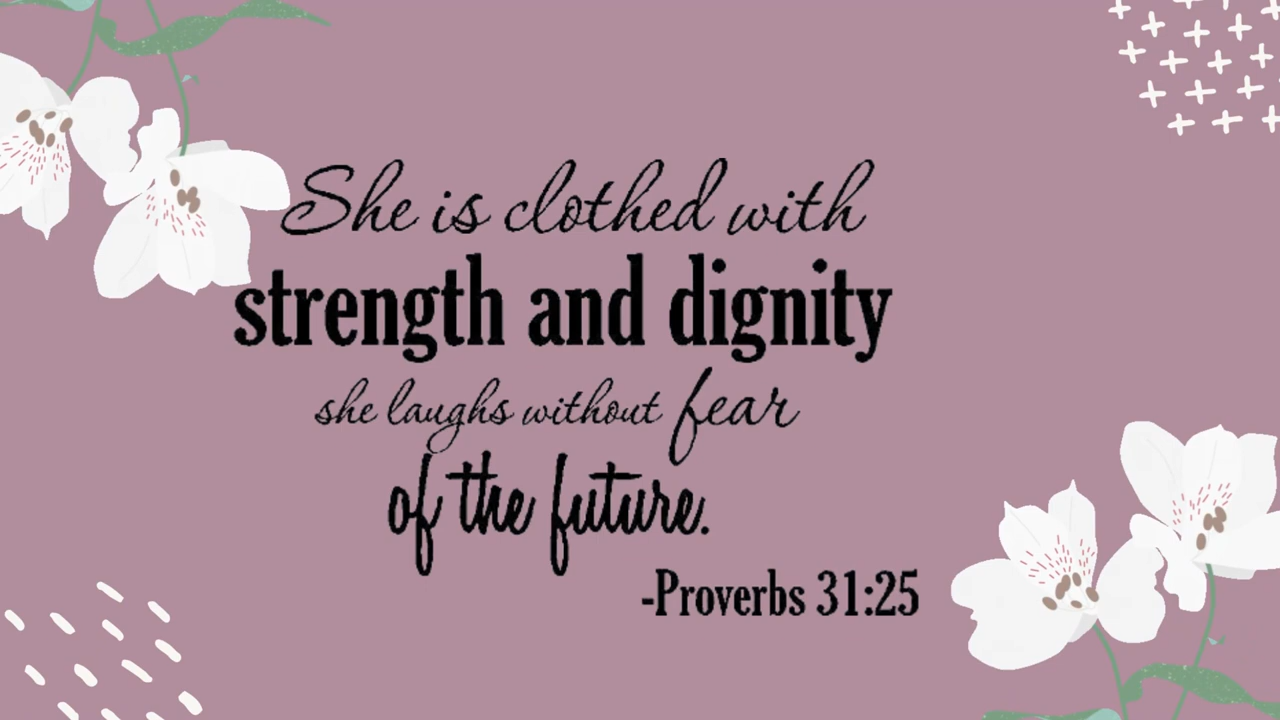 She is clothed with
strength and dignity
she laughs without fear
of the future.
-Proverbs 31:25